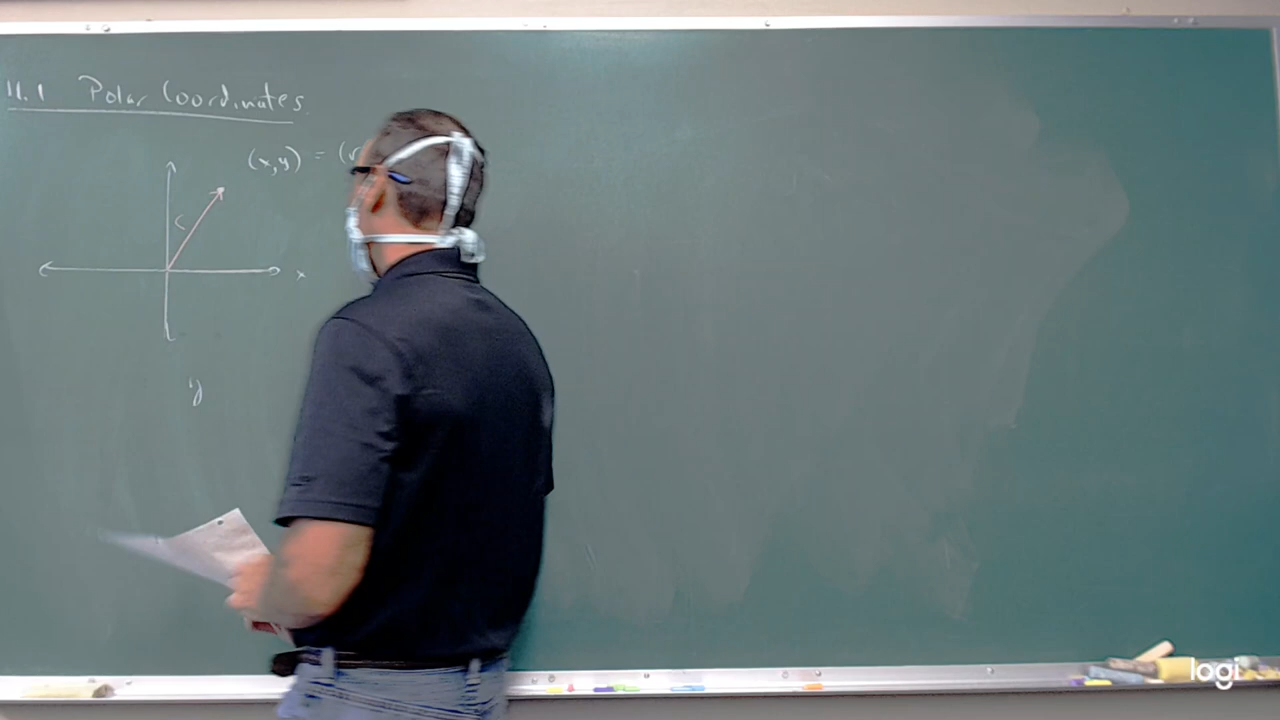 11.1 Polar Coordinates
(x,y) = (r
r
x
y
logi